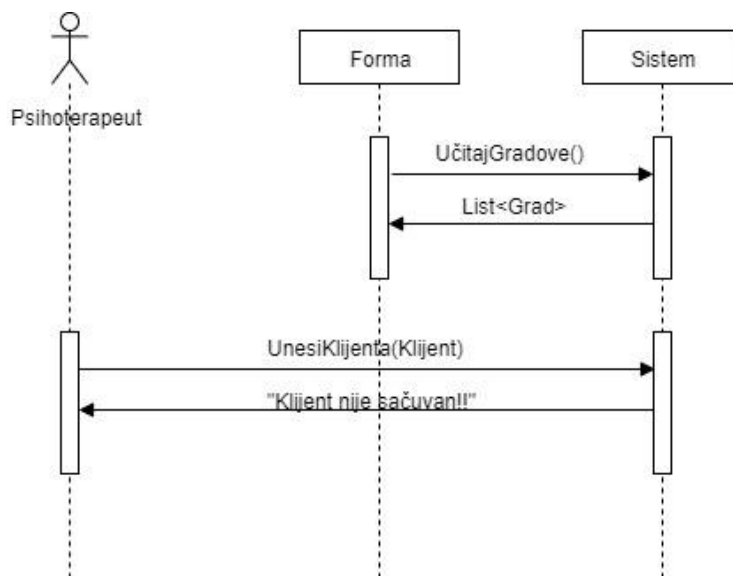 Forma
Sistem
Psihoterapeut
UčitajGradove()
List<Grad>
UnesiKlijenta(Klijent)
"Klijent nije sačuvan!!"